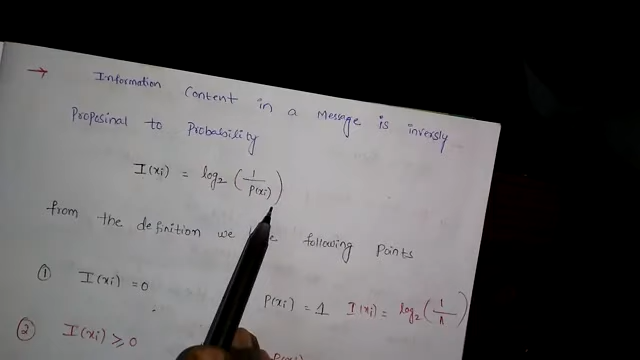 → Information Content in a Message is inversly
Proposinal to Probability
I(xi) = log2 (1/P(xi))
from the definition we following Points
① I(xi) = 0 P(xi) = 1 I(xi) = log2 (1/1)
② I(xi) ≥ 0